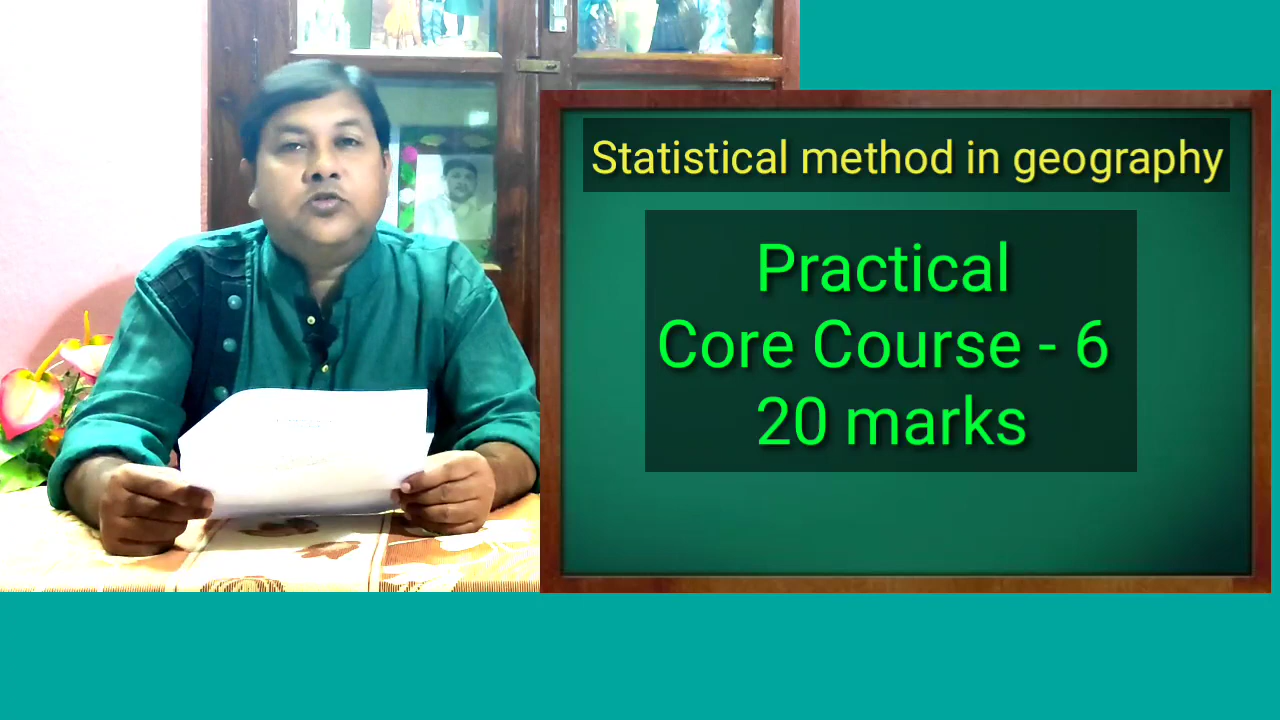 Statistical method in geography
Practical
Core Course - 6
20 marks